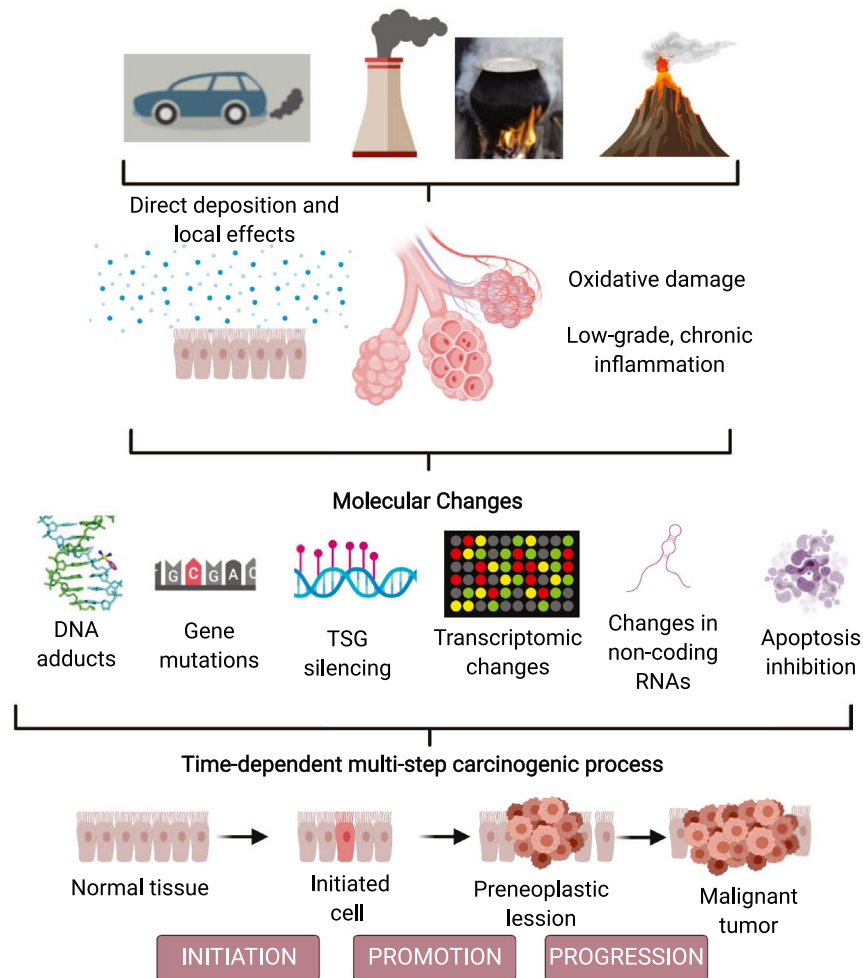 Direct deposition and
local effects
Oxidative damage
Low-grade, chronic
inflammation
Molecular Changes
G C G A C
DNA
adducts
Gene
mutations
TSG
silencing
Transcriptomic
changes
Changes in
non-coding
RNAs
Apoptosis
inhibition
Time-dependent multi-step carcinogenic process
Normal tissue
Initiated
cell
Preneoplastic
lession
Malignant
tumor
INITIATION
PROMOTION
PROGRESSION